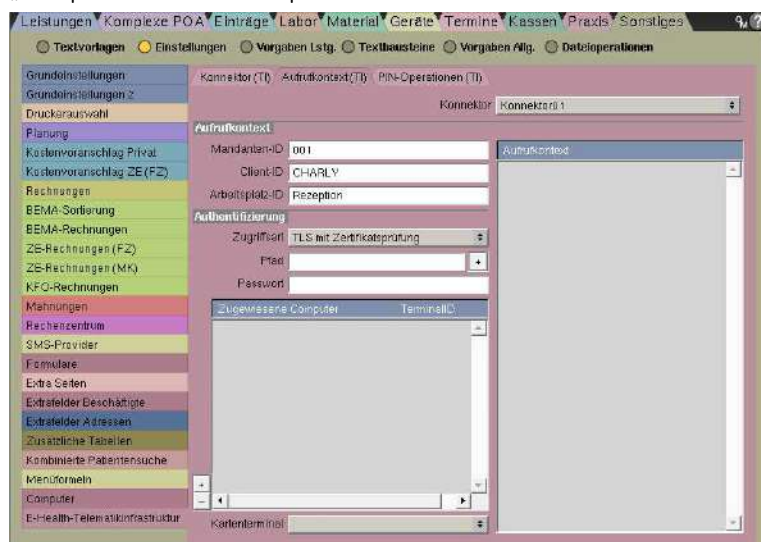 Leistungen Komplexe POA Einträge Labor Material Geräte Termine Kassen Praxis Sonstiges
Textvorlagen Einstellungen Vorgaben Lstg. Textbausteine Vorgaben Allg. Dateioperationen
Grundeinstellungen
Grundeinstellungen 2
Druckerauswahl
Planung
Kostenvoranschlag Privat
Kostenvoranschlag ZE (FZ)
Rechnungen
BEMA-Sortierung
BEMA-Rechnungen
ZE-Rechnungen (FZ)
ZE-Rechnungen (MK)
KFO-Rechnungen
Mahnungen
Rechenzentrum
SMS-Provider
Formulare
Extra Seiten
Extrafelder Beschäftigte
Extrafelder Adressen
Zusätzliche Tabellen
Kombinierte Patientensuche
Menüformeln
Computer
E-Health-Telematikinfrastruktur
Konnektor (TI) Aufrufkontext (TI) PIN-Operationen (TI)
Konnektor Konnektor01
Aufrufkontext
Mandanten-ID 001
Client-ID CHARLY
Arbeitsplatz-ID Rezeption
Authentifizierung
Zugriffsart TLS mit Zertifikatsprüfung
Pfad +
Passwort
Zugewiesene Computer TerminalID
+
-
Kartenterminal
Aufrufkontext